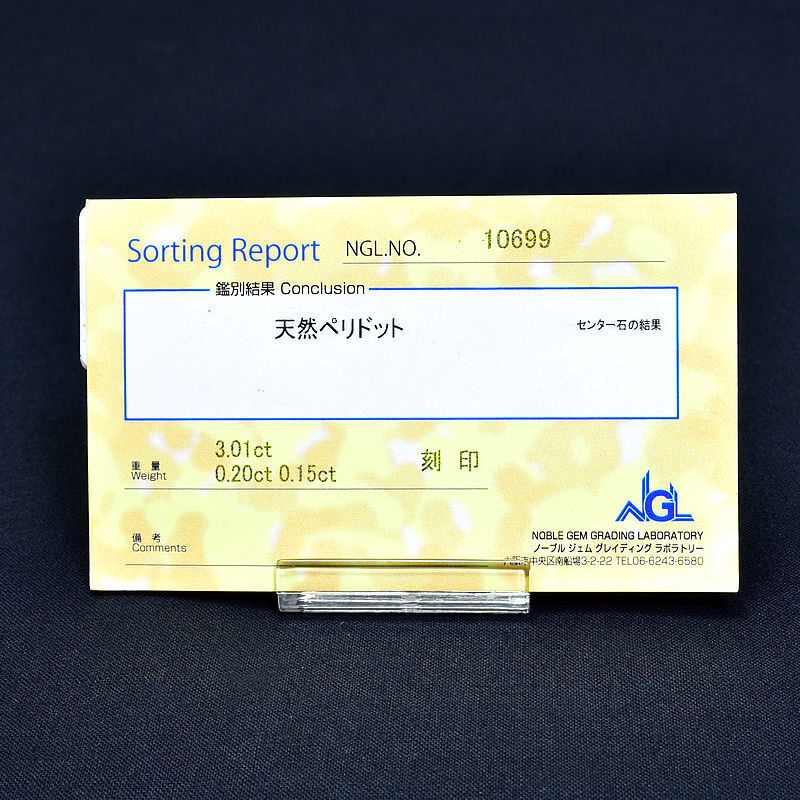 Sorting Report NGL.NO. 10699
鑑別結果 Conclusion
天然ペリドット センター石の結果
3.01ct
重量 0.20ct 0.15ct 刻印
Weight
備考
Comments
NGL
NOBLE GEM GRADING LABORATORY
ノーブル ジェム グレイディング ラボラトリー
中央区南船場3-2-22 TEL06-6243-6580